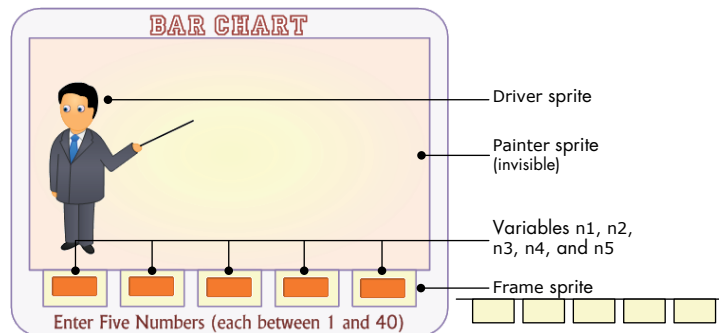 BAR CHART
Driver sprite
Painter sprite
(invisible)
Variables n1, n2,
n3, n4, and n5
Frame sprite
Enter Five Numbers (each between 1 and 40)